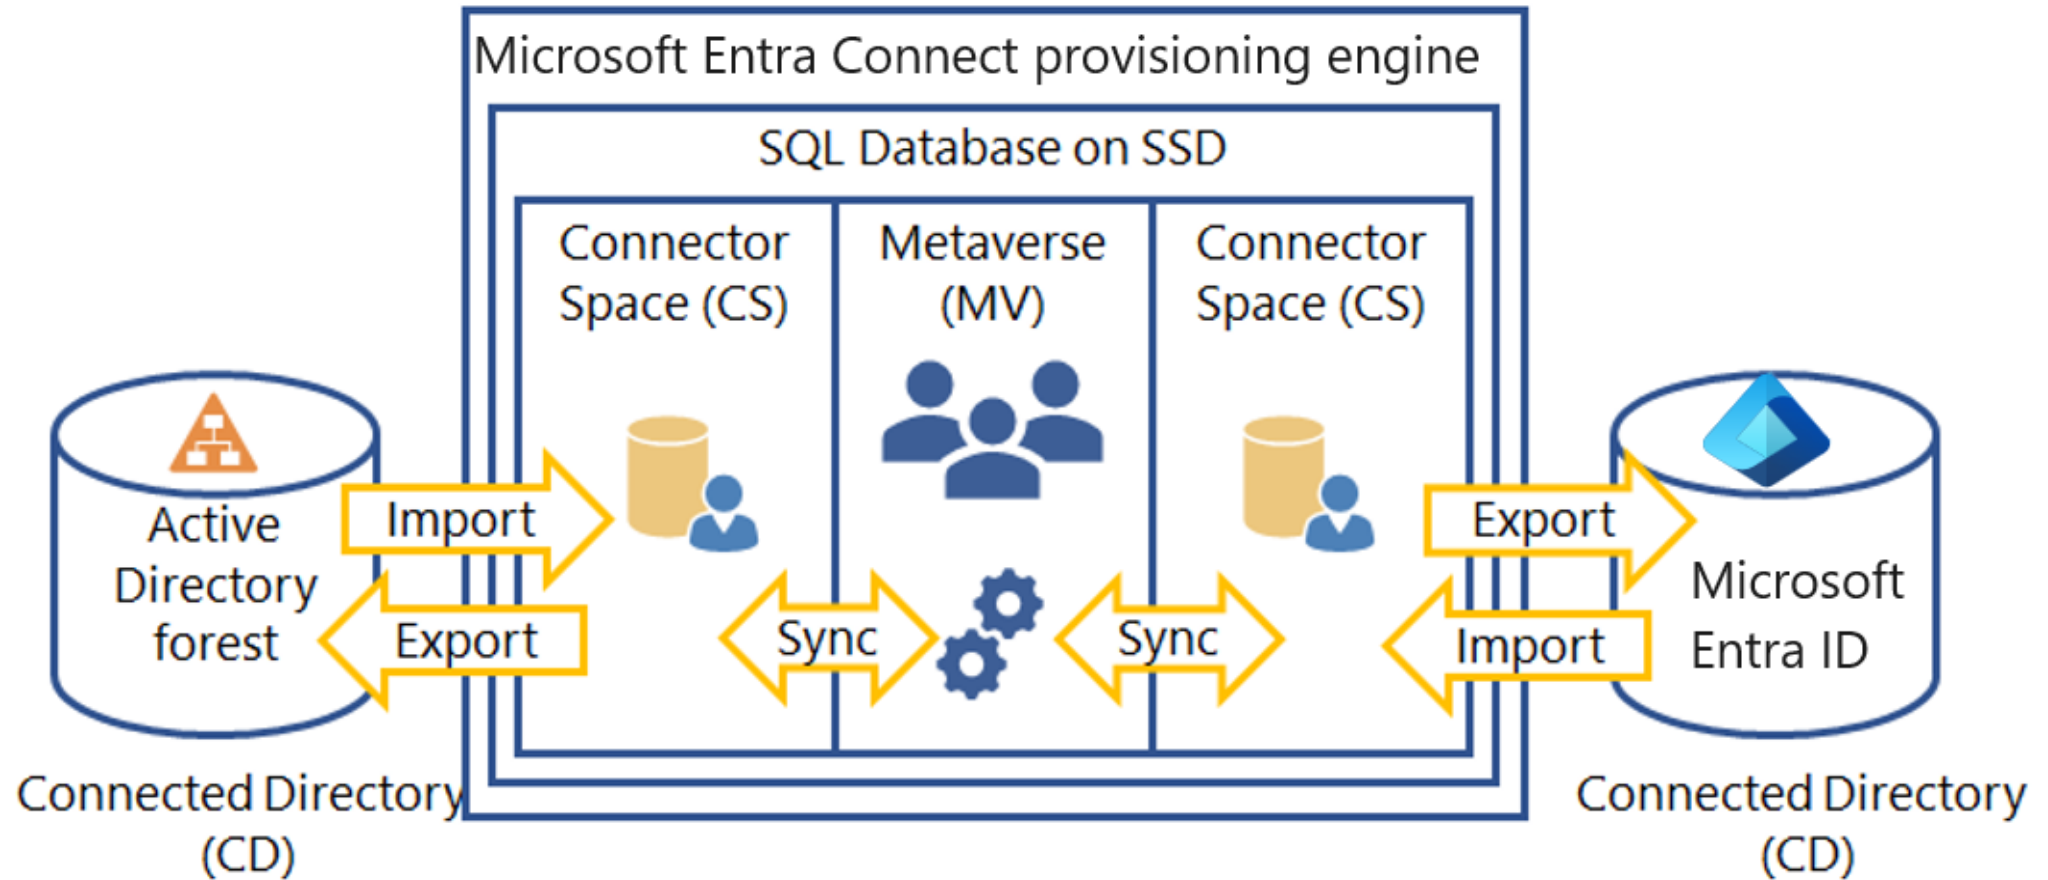 Microsoft Entra Connect provisioning engine
SQL Database on SSD
Connector
Space (CS)
Metaverse
(MV)
Connector
Space (CS)
Active
Directory
forest
Import
Export
Sync
Sync
Export
Import
Microsoft
Entra ID
Connected Directory
(CD)
Connected Directory
(CD)